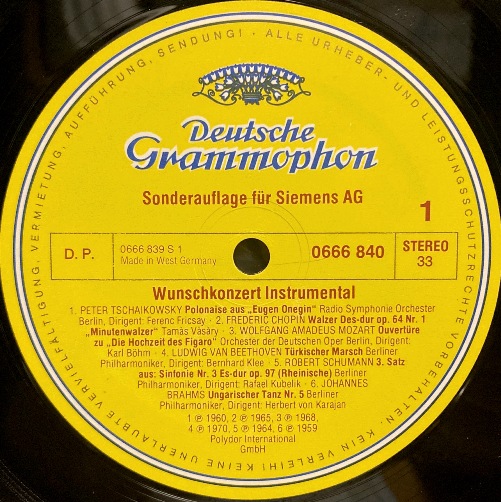 ALLE URHEBER- UND LEISTUNGSSCHUTZRECHTE VORBEHALTEN · KEIN VERLEIH! KEINE UNERLAUBTE VERVIELFÄLTIGUNG, VERMIETUNG, AUFFÜHRUNG, SENDUNG! ·
Deutsche
Grammophon
Sonderauflage für Siemens AG
1
D. P.
0666 839 S 1
Made in West Germany
0666 840
STEREO
33
Wunschkonzert Instrumental
1. PETER TSCHAIKOWSKY Polonaise aus „Eugen Onegin" Radio Symphonie Orchester
Berlin, Dirigent: Ferenc Fricsay · 2. FREDERIC CHOPIN Walzer Des-dur op. 64 Nr. 1
„Minutenwalzer" Tamás Vásáry · 3. WOLFGANG AMADEUS MOZART Ouvertüre
zu „Die Hochzeit des Figaro" Orchester der Deutschen Oper Berlin, Dirigent:
Karl Böhm · 4. LUDWIG VAN BEETHOVEN Türkischer Marsch Berliner
Philharmoniker, Dirigent: Bernhard Klee · 5. ROBERT SCHUMANN 3. Satz
aus: Sinfonie Nr. 3 Es-dur op. 97 (Rheinische) Berliner
Philharmoniker, Dirigent: Rafael Kubelik · 6. JOHANNES
BRAHMS Ungarischer Tanz Nr. 5 Berliner
Philharmoniker, Dirigent: Herbert von Karajan
1 ℗ 1960, 2 ℗ 1965, 3 ℗ 1968,
4 ℗ 1970, 5 ℗ 1964, 6 ℗ 1959
Polydor International
GmbH